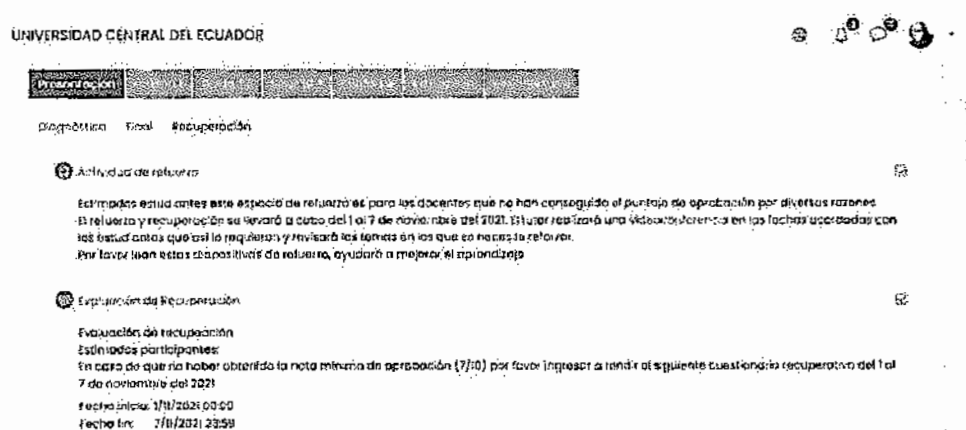 UNIVERSIDAD CENTRAL DEL ECUADOR
Presentación
Diagnóstica Final Recuperación
Actividad de refuerzo
Estimados estudiantes este espacio de refuerzo es para los docentes que no han conseguido el puntaje de aprobación por diversas razones
El refuerzo y recuperación se llevará a cabo del 1 al 7 de noviembre del 2021. El tutor realizará una videoconferencia en las fechas acordadas con
los estudiantes que así lo requieran y revisará los temas en los que es necesario reforzar.
Por favor lean estas diapositivas de refuerzo, ayudará a mejorar el aprendizaje
Evaluación de Recuperación
Evaluación de recupeación
Estimados participantes:
En caso de que no haber obtenido la nota mínima de aprobación (7/10) por favor ingresar a rendir el siguiente cuestionario recuperativo del 1 al
7 de noviembre del 2021
Fecha inicio: 1/11/2021 00:00
Fecha fin: 7/11/2021 23:59